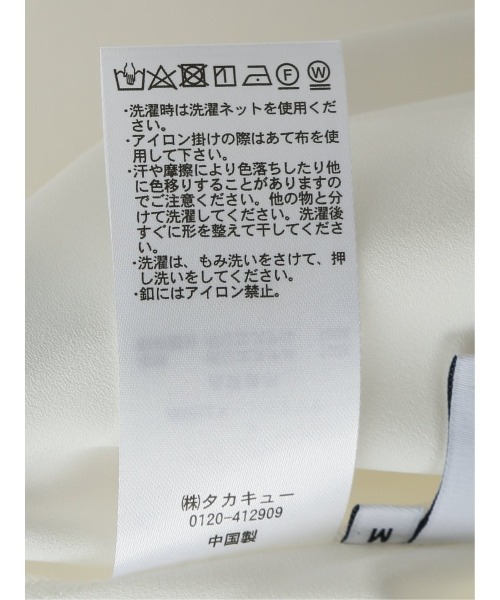 F W
・洗濯時は洗濯ネットを使用くだ
さい。
・アイロン掛けの際はあて布を使
用して下さい。
・汗や摩擦により色落ちしたり他
に色移りすることがありますの
でご注意ください。他の物と分
けて洗濯してください。洗濯後
すぐに形を整えて干してくださ
い。
・洗濯は、もみ洗いをさけて、押
し洗いをしてください。
・釦にはアイロン禁止。
㈱タカキュー
0120-412909
中国製
M